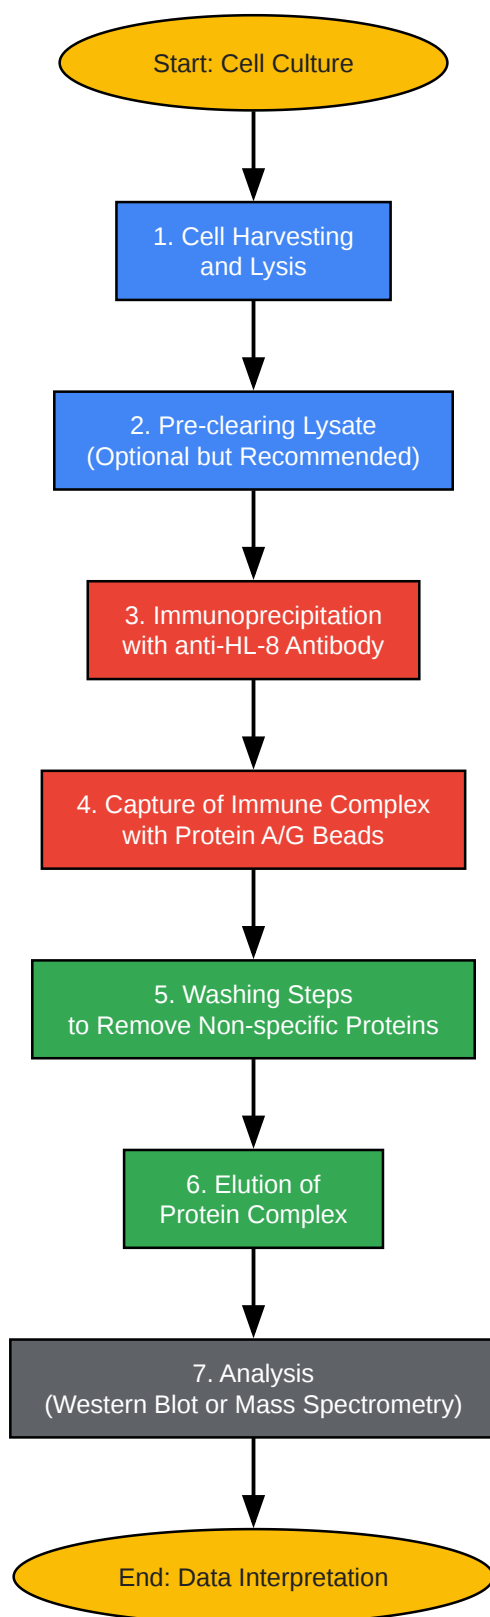 Start: Cell Culture
1. Cell Harvesting
and Lysis
2. Pre-clearing Lysate
(Optional but Recommended)
3. Immunoprecipitation
with anti-HL-8 Antibody
4. Capture of Immune Complex
with Protein A/G Beads
5. Washing Steps
to Remove Non-specific Proteins
6. Elution of
Protein Complex
7. Analysis
(Western Blot or Mass Spectrometry)
End: Data Interpretation